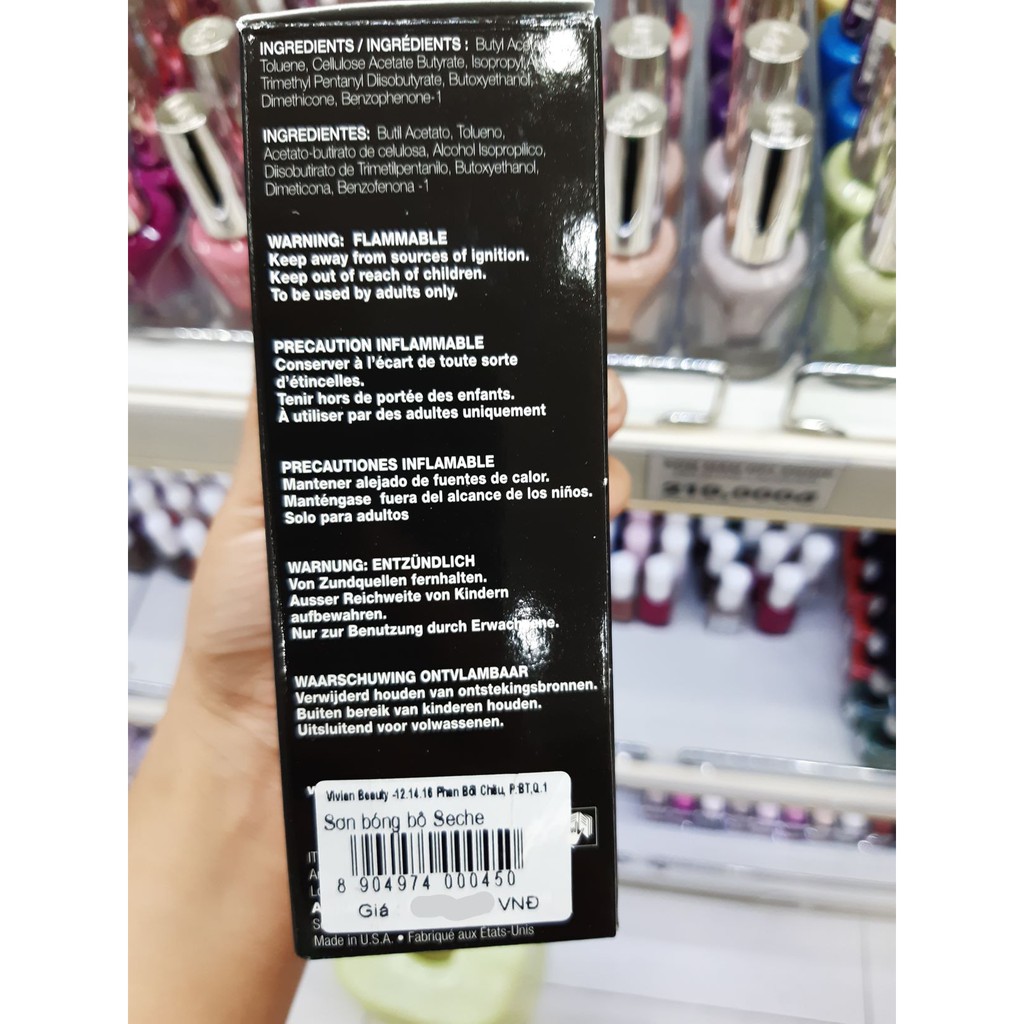 INGREDIENTS / INGRÉDIENTS : Butyl
Toluene, Cellulose Acetate Butyrate, Isopropyl
Trimethyl Pentanyl Diisobutyrate, Butoxyethanol,
Dimethicone, Benzophenone-1
INGREDIENTES: Butil Acetato, Tolueno,
Acetato-butirato de celulosa, Alcohol Isopropilico,
Diisobutirato de Trimetilpentanilo, Butoxyethanol,
Dimeticona, Benzofenona -1
WARNING: FLAMMABLE
Keep away from sources of ignition.
Keep out of reach of children.
To be used by adults only.
PRECAUTION INFLAMMABLE
Conserver à l'écart de toute sorte
d'étincelles.
Tenir hors de portée des enfants.
À utiliser par des adultes uniquement
PRECAUTIONES INFLAMABLE
Mantener alejado de fuentes de calor.
Manténgase fuera del alcance de los niños.
Solo para adultos
WARNUNG: ENTZÜNDLICH
Von Zundquellen fernhalten.
Ausser Reichweite von Kindern
aufbewahren.
Nur zur Benutzung durch Erwachsene.
WAARSCHUWING ONTVLAMBAAR
Verwijderd houden van ontstekingsbronnen.
Buiten bereik van kinderen houden.
Uitsluitend voor volwassenen.
Vivian Beauty -12.14.16 Phan Bội Châu, P.BT,Q.1
Sơn bóng bô Seche
8 904974 000450
Giá VNĐ
Made in U.S.A. • Fabriqué aux États-Unis
210,000đ